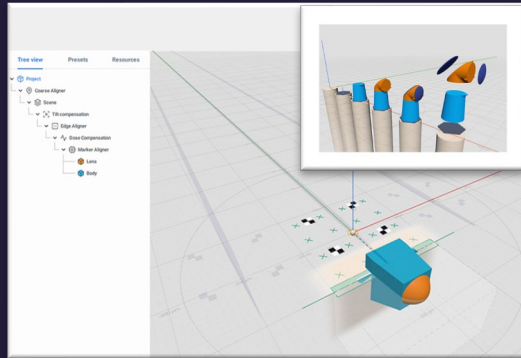 Tree view Presets Resources
Project
Coarse Aligner
Scene
Tilt compensation
Edge Aligner
Dose Compensation
Marker Aligner
Lens
Body